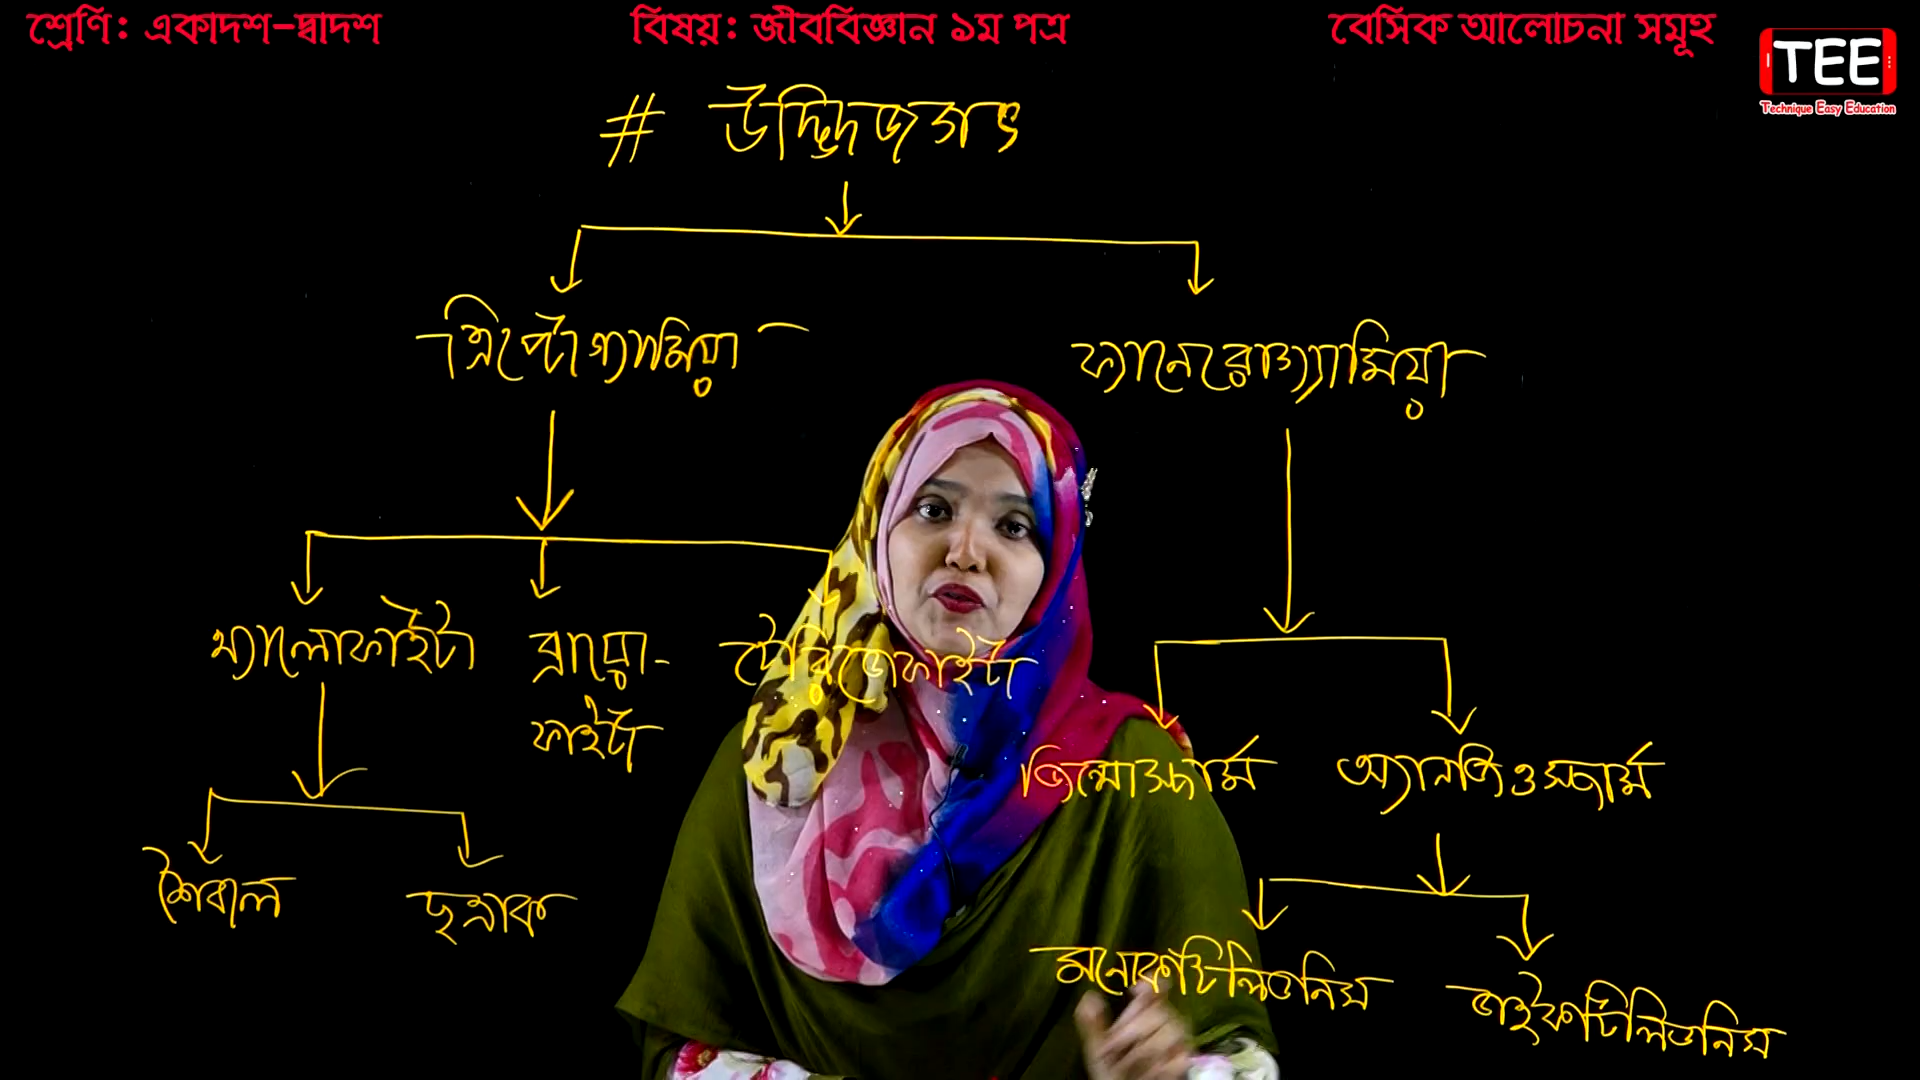 শ্রেণি: একাদশ-দ্বাদশ
বিষয়: জীববিজ্ঞান ১ম পত্র
বেসিক আলোচনা সমূহ
TEE
Technique Easy Education
# উদ্ভিদজগৎ
ক্রিপ্টোগ্যামিয়া
ফ্যানেরোগ্যামিয়া
থ্যালোফাইটা
ব্রায়ো-
ফাইটা
টেরিডোফাইটা
জিম্নোস্পার্ম
অ্যানজিওস্পার্ম
শৈবাল
ছত্রাক
মনোকটিলিডনিস
ডাইকটিলিডনিস